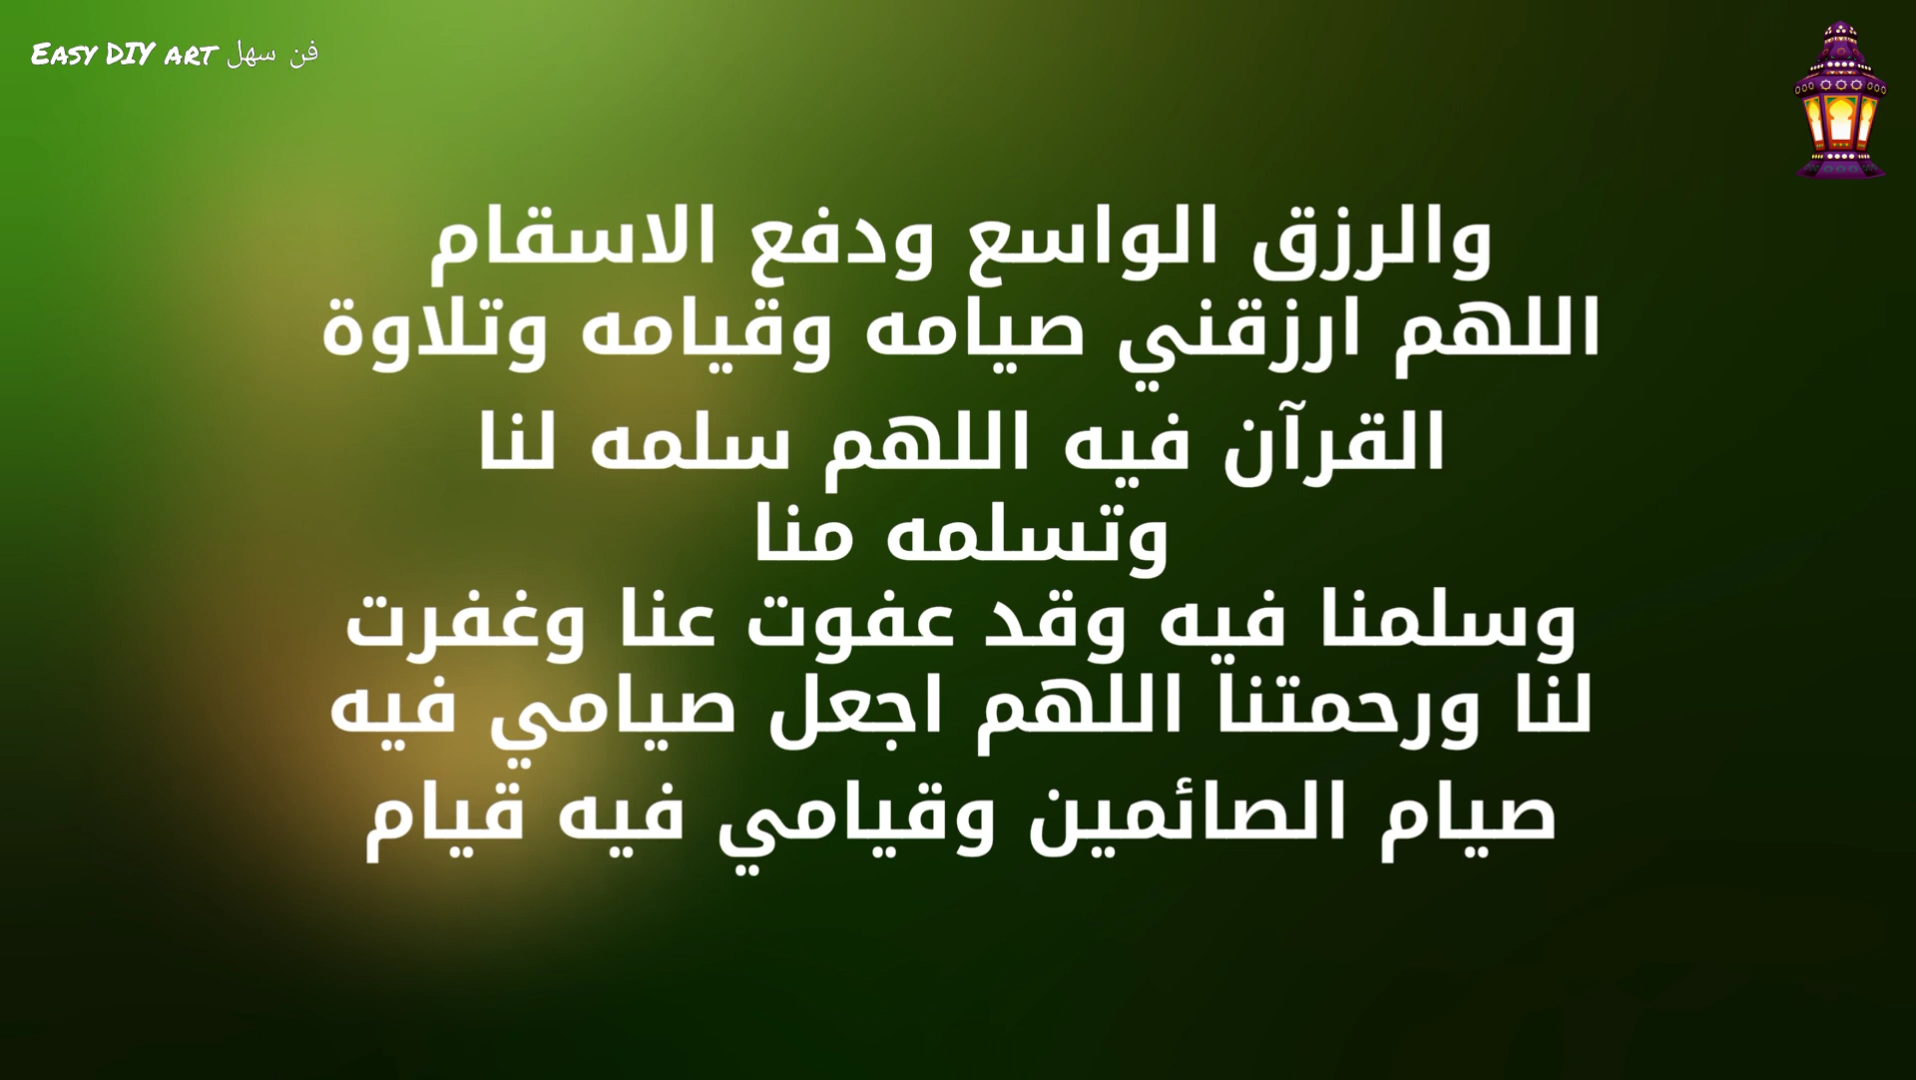 Easy DIY art فن سهل
والرزق الواسع ودفع الاسقام
اللهم ارزقني صيامه وقيامه وتلاوة
القرآن فيه اللهم سلمه لنا
وتسلمه منا
وسلمنا فيه وقد عفوت عنا وغفرت
لنا ورحمتنا اللهم اجعل صيامي فيه
صيام الصائمين وقيامي فيه قيام